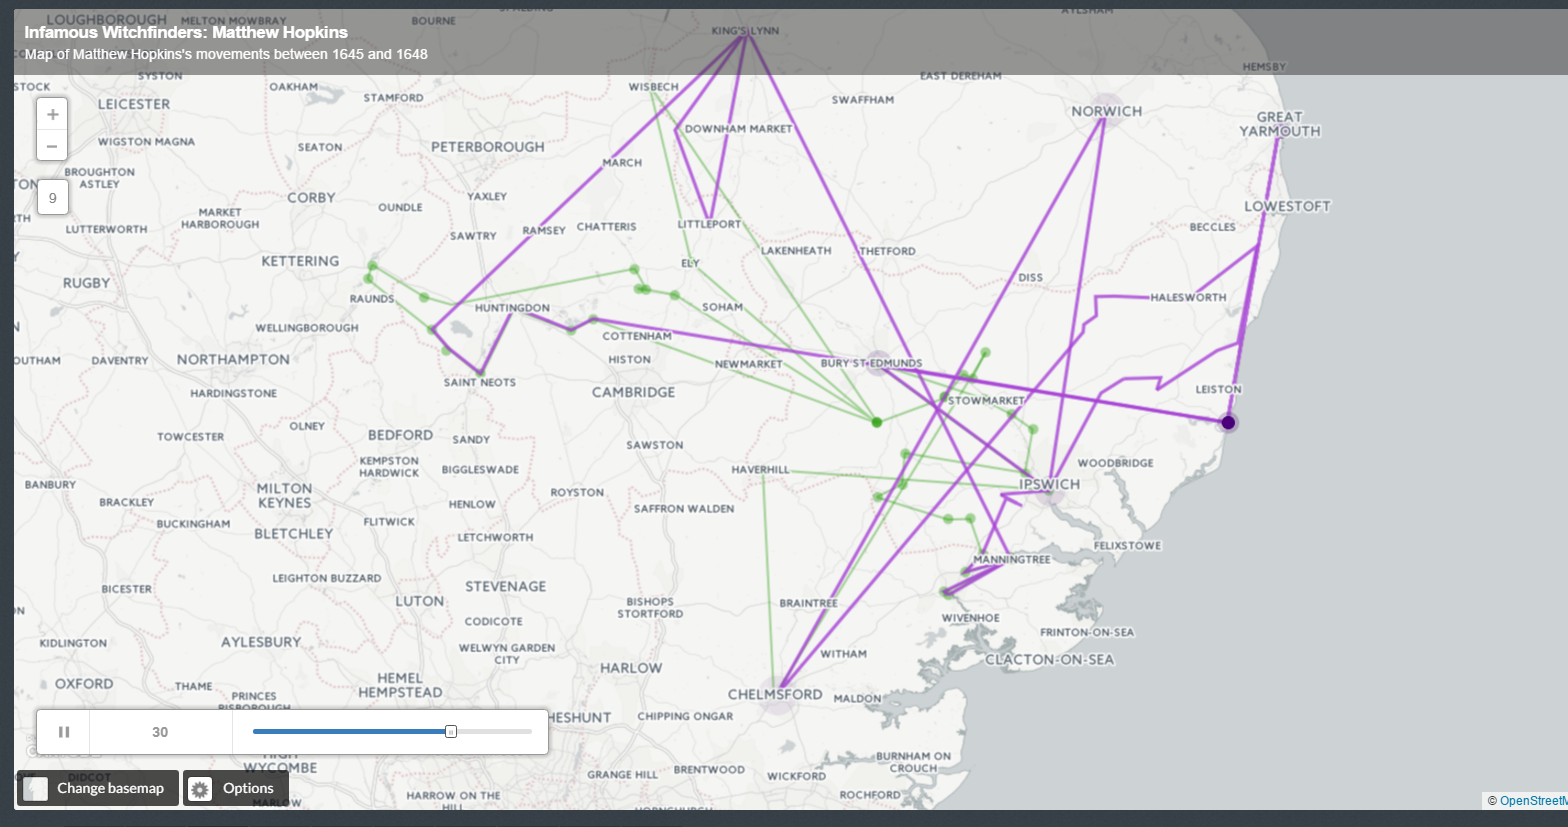 LOUGHBOROUGH
MELTON MOWBRAY
BOURNE
SPALDING
AYLSHAM
Infamous Witchfinders: Matthew Hopkins
KING'S LYNN
Map of Matthew Hopkins's movements between 1645 and 1648
HEMSBY
SYSTON
OAKHAM
STAMFORD
WISBECH
EAST DEREHAM
STOCK
+
LEICESTER
SWAFFHAM
NORWICH
GREAT
YARMOUTH
−
WIGSTON MAGNA
SEATON
PETERBOROUGH
DOWNHAM MARKET
MARCH
BROUGHTON
ASTLEY
TON
9
CORBY
OUNDLE
YAXLEY
LOWESTOFT
MARKET
HARBOROUGH
TH
LUTTERWORTH
SAWTRY
RAMSEY
CHATTERIS
LITTLEPORT
BECCLES
KETTERING
ELY
LAKENHEATH
THETFORD
RUGBY
DISS
RAUNDS
HUNTINGDON
SOHAM
HALESWORTH
WELLINGBOROUGH
COTTENHAM
OUTHAM
DAVENTRY
NORTHAMPTON
HISTON
NEWMARKET
BURY ST EDMUNDS
SAINT NEOTS
CAMBRIDGE
HARDINGSTONE
STOWMARKET
LEISTON
OLNEY
TOWCESTER
BEDFORD
SANDY
SAWSTON
KEMPSTON
HARDWICK
BIGGLESWADE
HAVERHILL
WOODBRIDGE
BANBURY
MILTON
KEYNES
IPSWICH
BRACKLEY
HENLOW
ROYSTON
SAFFRON WALDEN
BUCKINGHAM
FLITWICK
BLETCHLEY
LETCHWORTH
FELIXSTOWE
MANNINGTREE
LEIGHTON BUZZARD
STEVENAGE
BICESTER
LUTON
BISHOPS
STORTFORD
BRAINTREE
CODICOTE
WIVENHOE
KIDLINGTON
AYLESBURY
WELWYN GARDEN
CITY
FRINTON-ON-SEA
WITHAM
CLACTON-ON-SEA
HARLOW
OXFORD
THAME
HEMEL
HEMPSTEAD
PRINCES
RISBOROUGH
CHELMSFORD
MALDON
HESHUNT
CHIPPING ONGAR
30
HIGH
WYCOMBE
BURNHAM ON
CROUCH
GRANGE HILL
BRENTWOOD
WICKFORD
DIDCOT
Change basemap
Options
MARLOW
HARROW ON THE
HILL
ROCHFORD
HORNCHURCH
© OpenStreetM